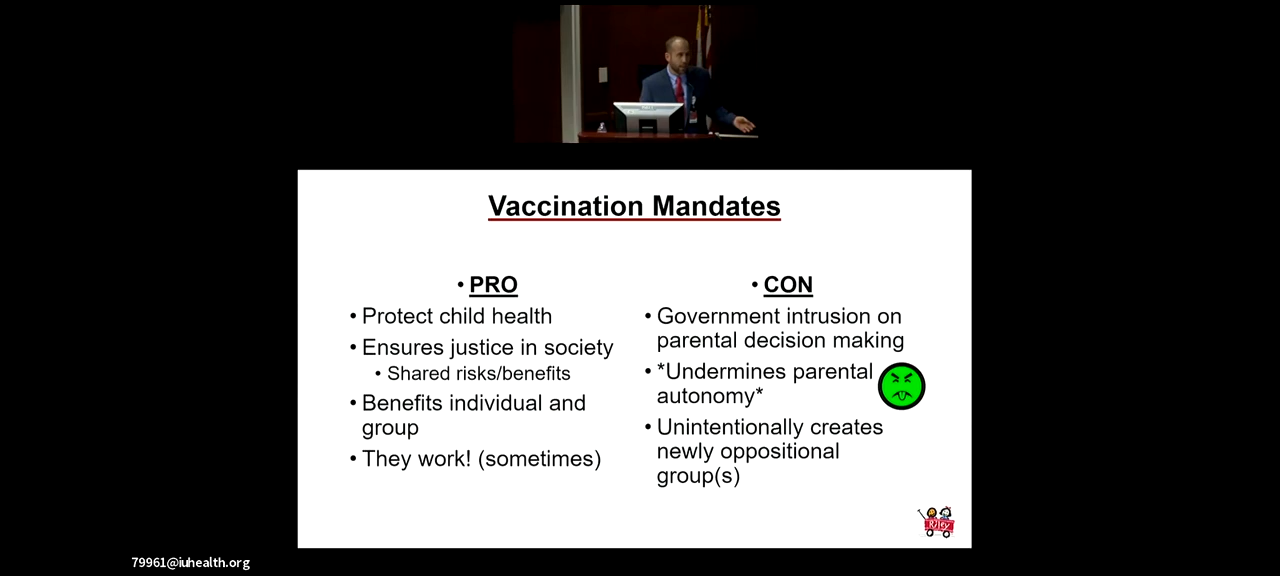 Vaccination Mandates
• PRO
• Protect child health
• Ensures justice in society
• Shared risks/benefits
• Benefits individual and
group
• They work! (sometimes)
• CON
• Government intrusion on
parental decision making
• *Undermines parental
autonomy*
• Unintentionally creates
newly oppositional
group(s)
Riley
79961@iuhealth.org